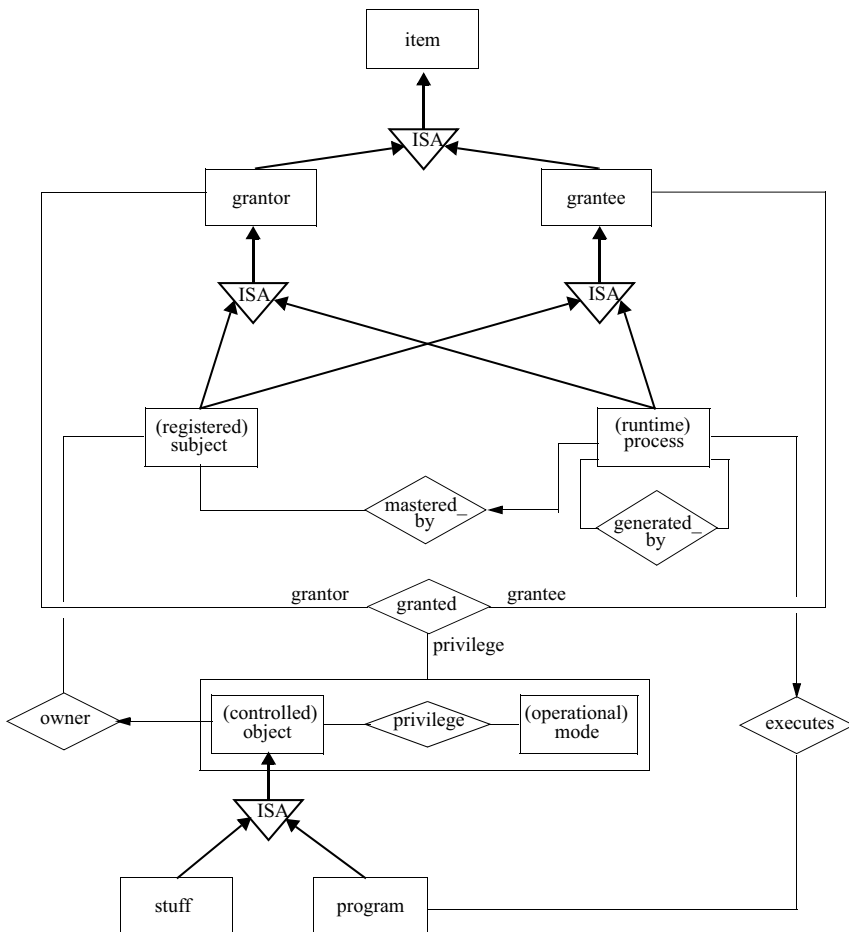 item
ISA
grantor
grantee
ISA
ISA
(registered)
subject
(runtime)
process
mastered_
by
generated_
by
grantor
granted
grantee
privilege
owner
(controlled)
object
privilege
(operational)
mode
executes
ISA
stuff
program